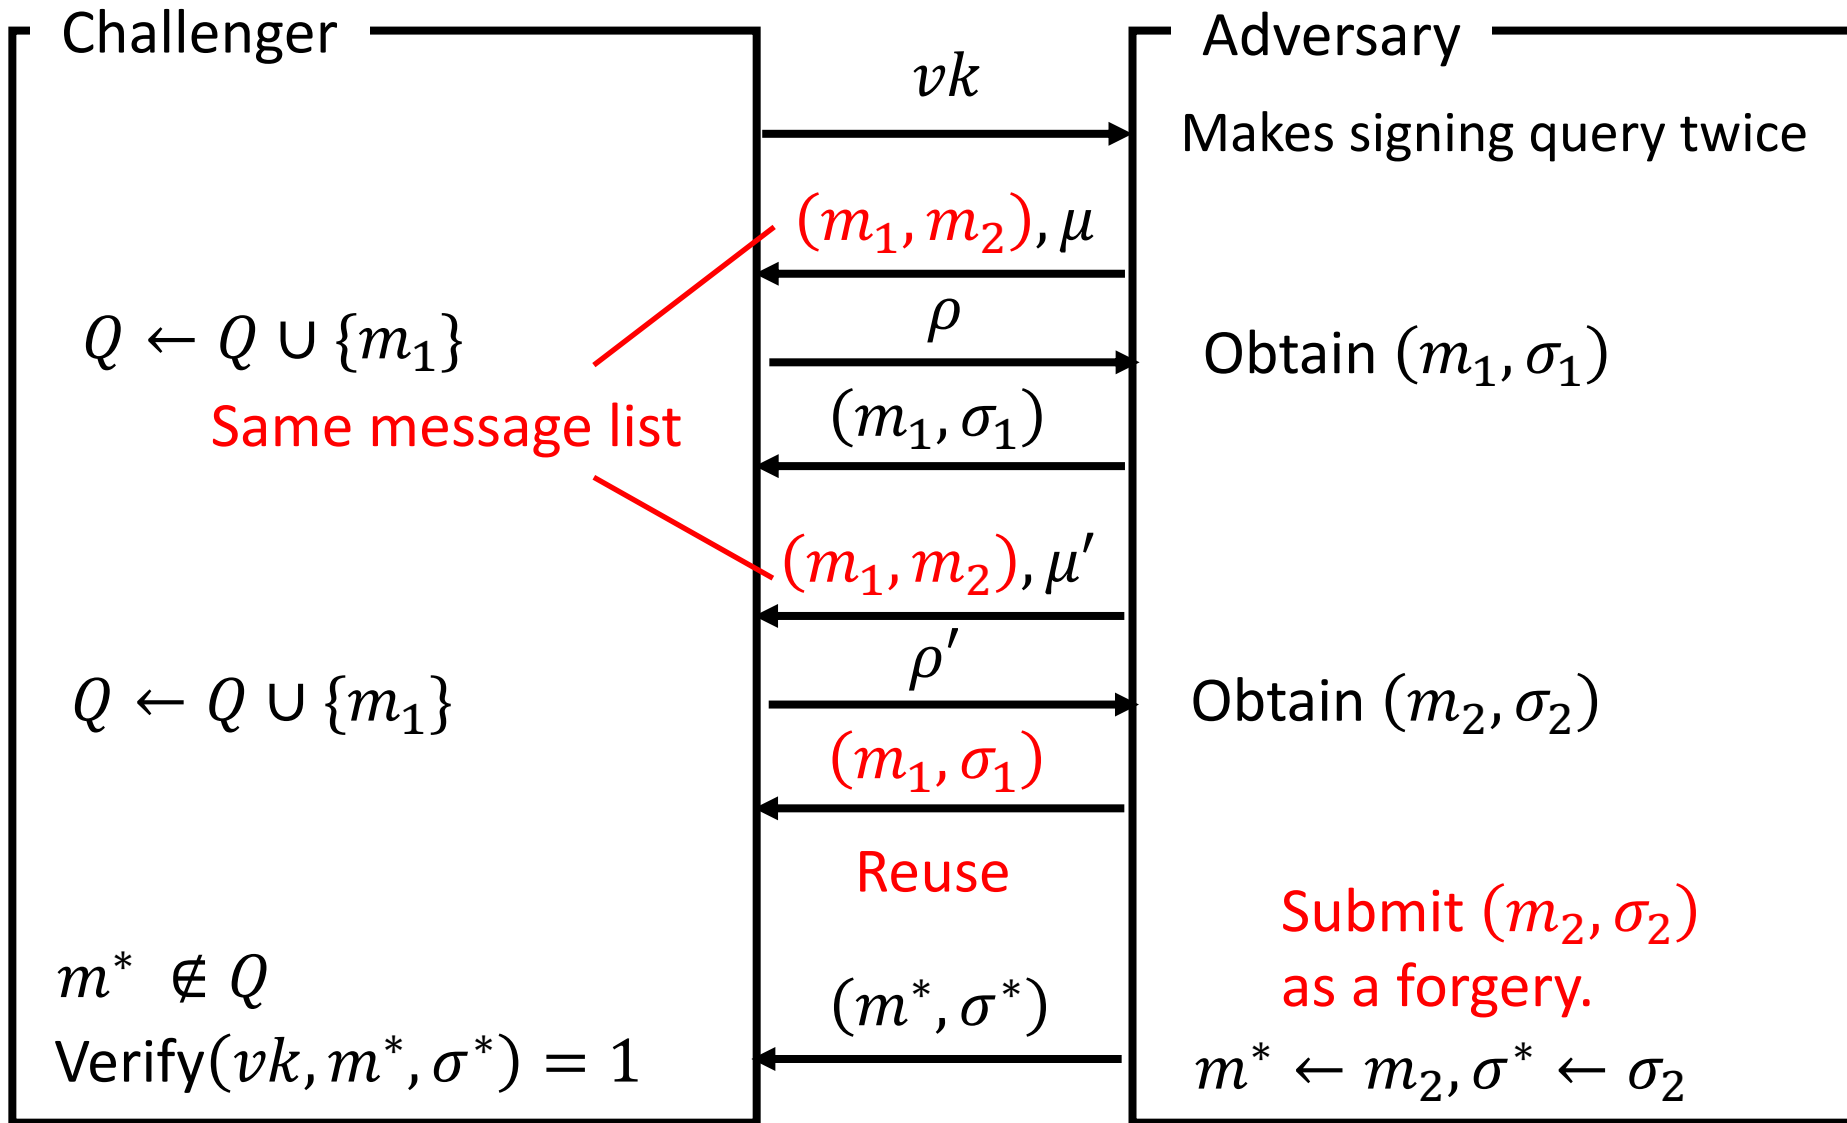 Challenger
Adversary
vk
Makes signing query twice
(m₁, m₂), μ
ρ
Q ← Q ∪ {m₁}
Obtain (m₁, σ₁)
Same message list
(m₁, σ₁)
(m₁, m₂), μ′
ρ′
Q ← Q ∪ {m₁}
Obtain (m₂, σ₂)
(m₁, σ₁)
Reuse
Submit (m₂, σ₂)
as a forgery.
m* ∉ Q
(m*, σ*)
Verify(vk, m*, σ*) = 1
m* ← m₂, σ* ← σ₂